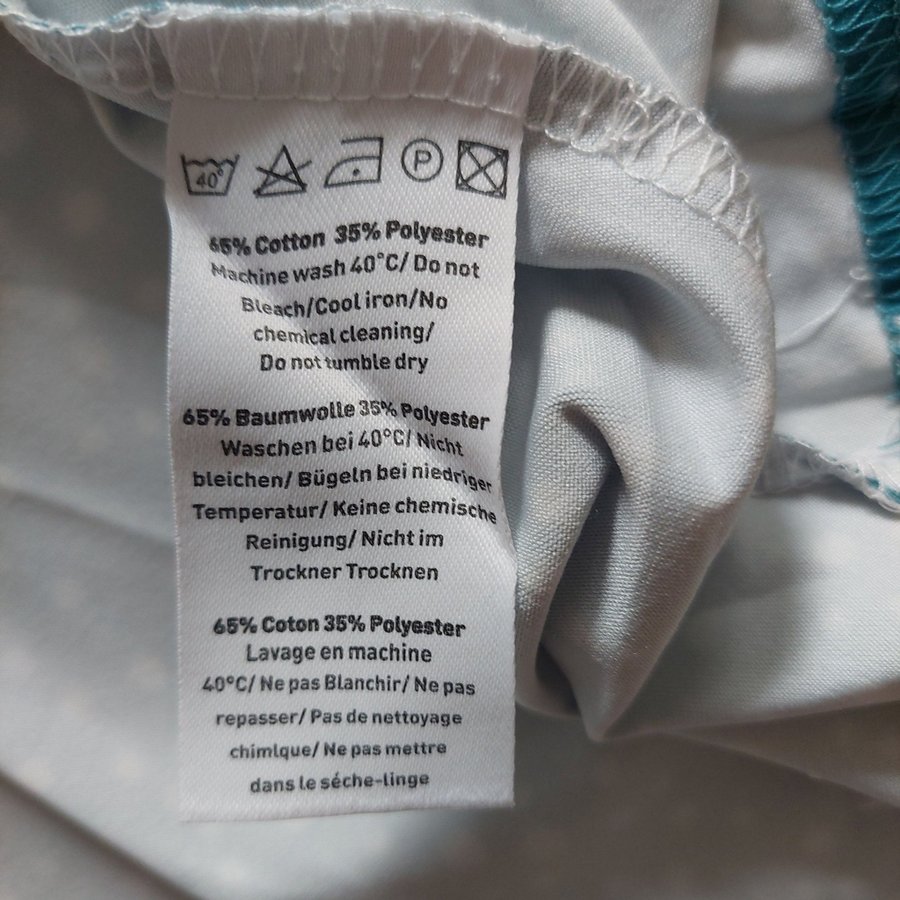 40°
P
65% Cotton 35% Polyester
Machine wash 40°C/ Do not
Bleach/Cool iron/No
chemical cleaning/
Do not tumble dry
65% Baumwolle 35% Polyester
Waschen bei 40°C/ Nicht
bleichen/ Bügeln bei niedriger
Temperatur/ Keine chemische
Reinigung/ Nicht im
Trockner Trocknen
65% Coton 35% Polyester
Lavage en machine
40°C/ Ne pas Blanchir/ Ne pas
repasser/ Pas de nettoyage
chimlque/ Ne pas mettre
dans le séche-linge